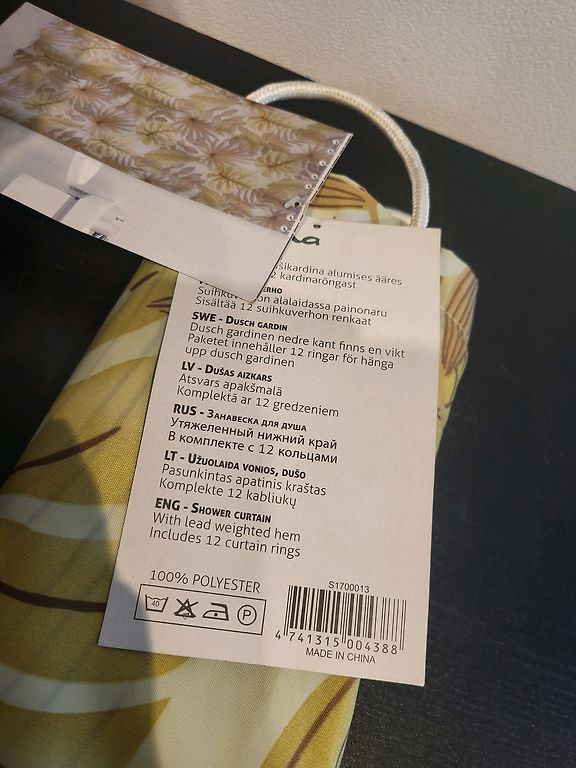 alumises ääres
kardinarõngast
Suihkuverhon alalaidassa painonaru
Sisältää 12 suihkuverhon renkaat
SWE - Dusch gardin
Dusch gardinen nedre kant finns en vikt
Paketet innehåller 12 ringar för hänga
upp dusch gardinen
LV - Dušas aizkars
Atsvars apakšmalā
Komplektā ar 12 gredzeniem
RUS - Занавеска для душа
Утяжеленный нижний край
В комплекте с 12 кольцами
LT - Užuolaida vonios, dušo
Pasunkintas apatinis kraštas
Komplekte 12 kabliukų
ENG - Shower curtain
With lead weighted hem
Includes 12 curtain rings
100% POLYESTER
40
P
S1700013
4 741315 004388
MADE IN CHINA